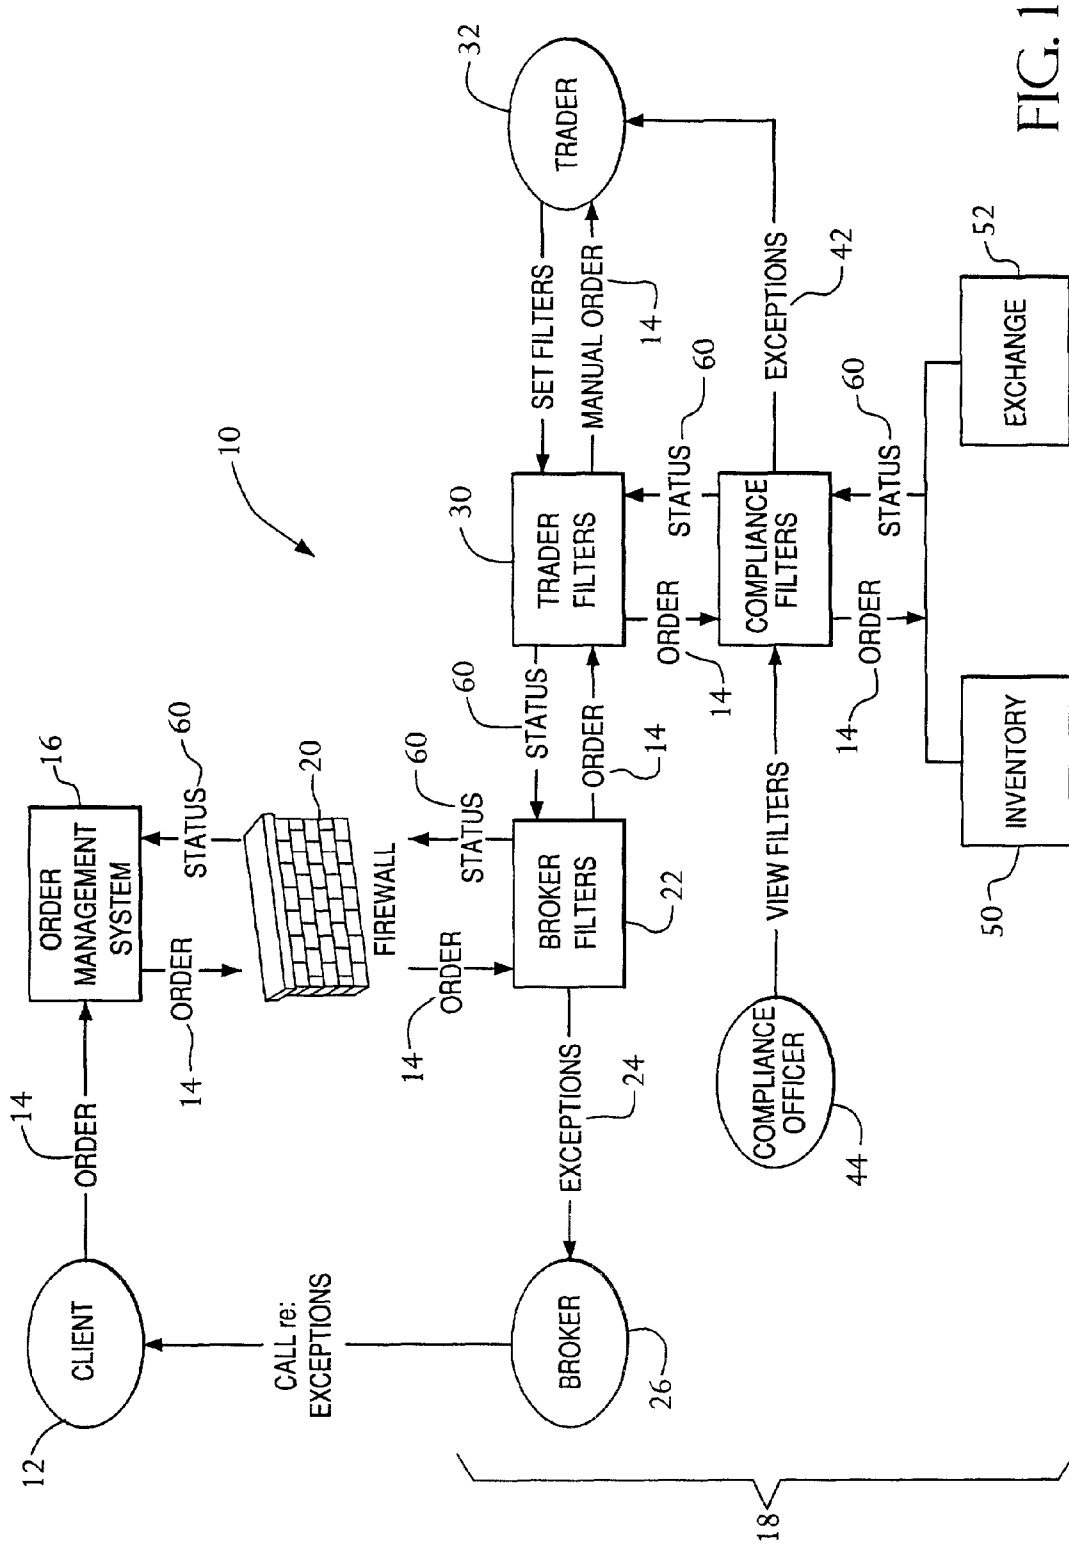 12
CLIENT
14
ORDER
ORDER
MANAGEMENT
SYSTEM
16
14
ORDER
STATUS
60
20
FIREWALL
10
CALL re:
EXCEPTIONS
14
ORDER
STATUS
60
BROKER
26
EXCEPTIONS
24
BROKER
FILTERS
22
STATUS
60
ORDER
14
30
TRADER
FILTERS
SET FILTERS
MANUAL ORDER
14
TRADER
32
ORDER
14
STATUS
60
COMPLIANCE
OFFICER
44
VIEW FILTERS
COMPLIANCE
FILTERS
EXCEPTIONS
42
14
ORDER
STATUS
60
18
50
INVENTORY
EXCHANGE
52
FIG. 1